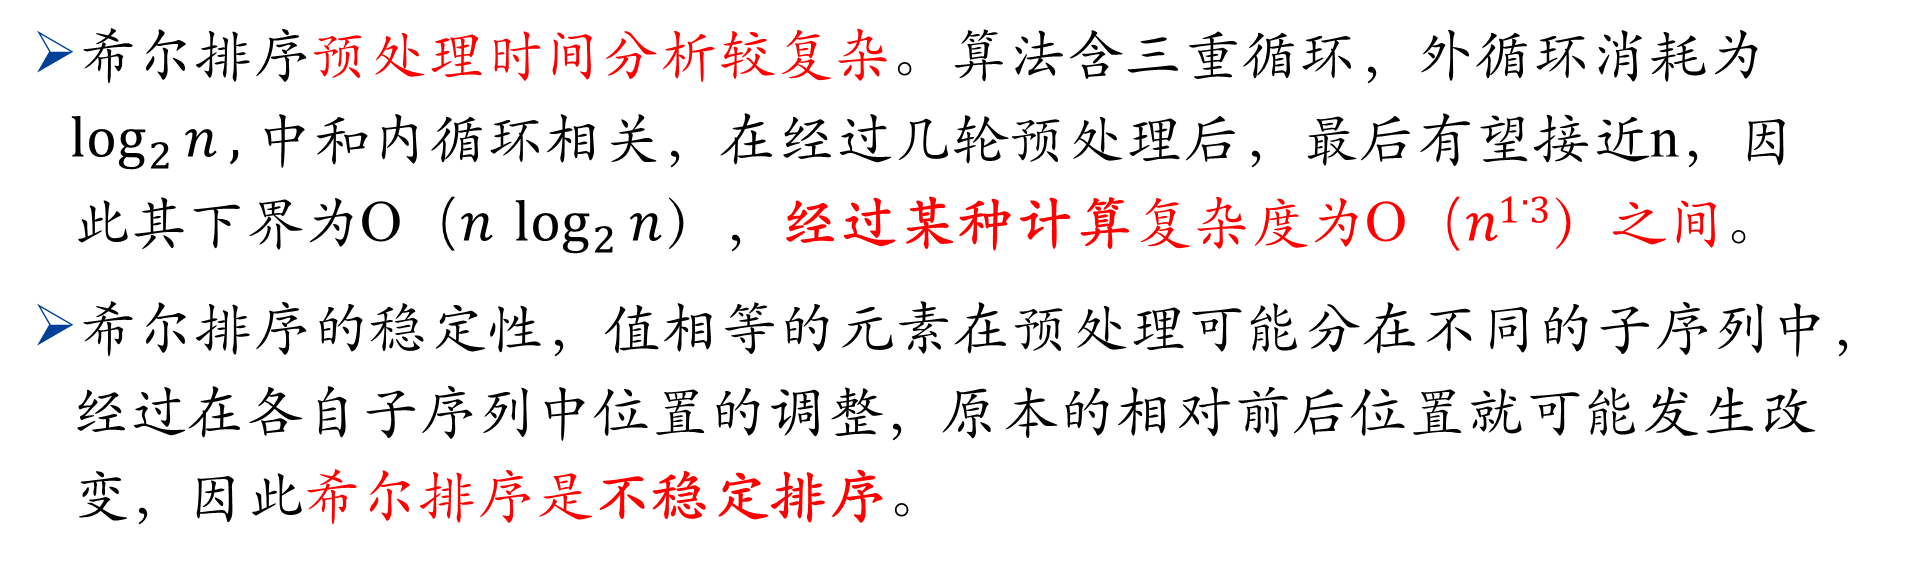 ➢希尔排序预处理时间分析较复杂。算法含三重循环，外循环消耗为
log₂ n , 中和内循环相关，在经过几轮预处理后，最后有望接近n，因
此其下界为O（n log₂ n），经过某种计算复杂度为O（n¹·³）之间。
➢希尔排序的稳定性，值相等的元素在预处理可能分在不同的子序列中，
经过在各自子序列中位置的调整，原本的相对前后位置就可能发生改
变，因此希尔排序是不稳定排序。